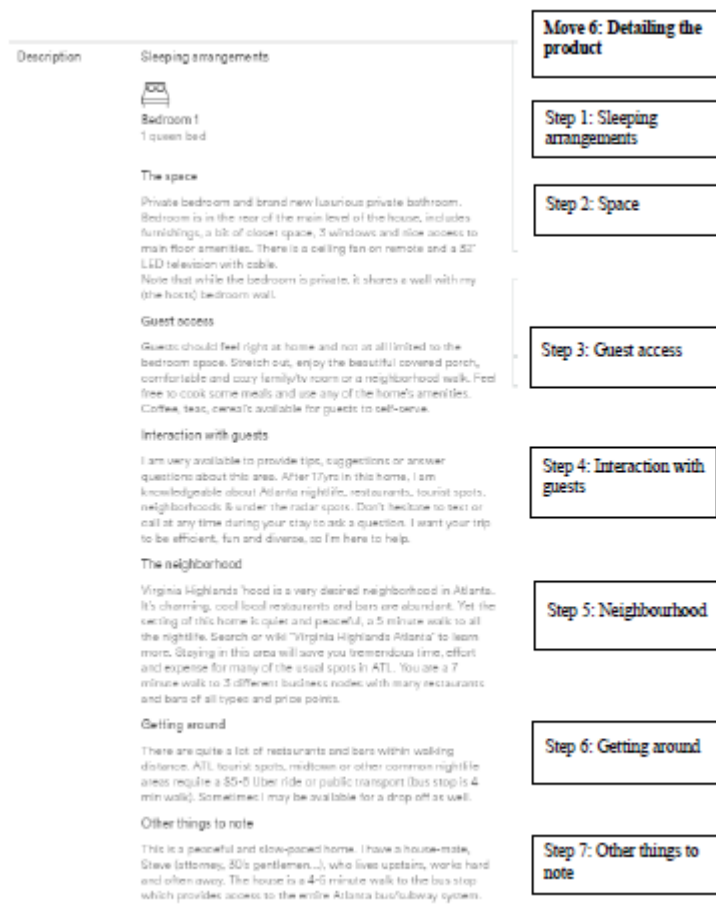 Move 6: Detailing the
product
Description
Sleeping arrangements
Step 1: Sleeping
arrangements
Bedroom 1
1 queen bed
The space
Step 2: Space
Private bedroom and brand new luxurious private bathroom.
Bedroom is in the rear of the main level of the house, includes
furnishings, a bit of closet space, 3 windows and nice access to
main floor amenities. There is a ceiling fan on remote and a 32"
LED television with cable.
Note that while the bedroom is private, it shares a wall with my
(the hosts) bedroom wall.
Guest access
Step 3: Guest access
Guests should feel right at home and not at all limited to the
bedroom space. Stretch out, enjoy the beautiful covered porch,
comfortable and cozy family/tv room or a neighborhood walk. Feel
free to cook some meals and use any of the home's amenities.
Coffee, teas, cereal's available for guests to self-serve.
Interaction with guests
Step 4: Interaction with
guests
I am very available to provide tips, suggestions or answer
questions about this area. After 17yrs in this home, I am
knowledgeable about Atlanta nightlife, restaurants, tourist spots,
neighborhoods & under the radar spots. Don't hesitate to text or
call at any time during your stay to ask a question. I want your trip
to be efficient, fun and diverse, so I'm here to help.
The neighborhood
Step 5: Neighbourhood
Virginia Highlands 'hood is a very desired neighborhood in Atlanta.
It's charming, cool local restaurants and bars are abundant. Yet the
setting of this home is quiet and peaceful, a 5 minute walk to all
the nightlife. Search or wiki "Virginia Highlands Atlanta" to learn
more. Staying in this area will save you tremendous time, effort
and expense for many of the usual spots in ATL. You are a 7
minute walk to 3 different business nodes with many restaurants
and bars of all types and price points.
Getting around
Step 6: Getting around
There are quite a lot of restaurants and bars within walking
distance. ATL tourist spots, midtown or other common nightlife
areas require a $5-8 Uber ride or public transport (bus stop is 4
min walk). Sometimes I may be available for a drop off as well.
Other things to note
Step 7: Other things to
note
This is a peaceful and slow-paced home. I have a house-mate,
Steve (attorney, 30's gentlemen...), who lives upstairs, works hard
and often away. The house is a 4-5 minute walk to the bus stop
which provides access to the entire Atlanta bus/subway system.